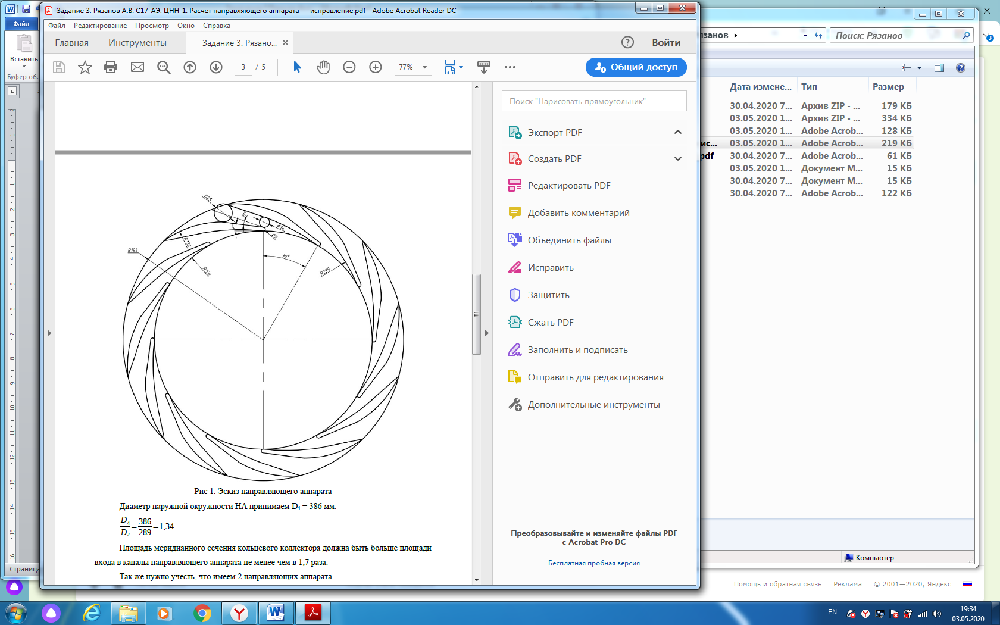 Задание 3. Рязанов А.В. С17-АЭ. ЦНН-1. Расчет направляющего аппарата — исправление.pdf - Adobe Acrobat Reader DC
Файл Редактирование Просмотр Окно Справка
Главная Инструменты Задание 3. Рязано... × Войти
3 / 5 77% Общий доступ
Файл
Вставить
Буфер об.
Страница
Поиск "Нарисовать прямоугольник"
Экспорт PDF
Создать PDF
Редактировать PDF
Добавить комментарий
Объединить файлы
Исправить
Защитить
Сжать PDF
Заполнить и подписать
Отправить для редактирования
Дополнительные инструменты
Преобразовывайте и изменяйте файлы PDF
с Acrobat Pro DC
Бесплатная пробная версия
Ø25
Ø14
Ø5
R138
R193
R150
30°
R289
Рис 1. Эскиз направляющего аппарата
Диаметр наружной окружности НА принимаем D₄ = 386 мм.
D₄/D₂=386/289=1,34
Площадь меридианного сечения кольцевого коллектора должна быть больше площади
входа в каналы направляющего аппарата не менее чем в 1,7 раза.
Так же нужно учесть, что имеем 2 направляющих аппарата.
Поиск: Рязанов
Дата измене... Тип Размер
30.04.2020 7... Архив ZIP - ... 179 КБ
03.05.2020 1... Архив ZIP - ... 334 КБ
03.05.2020 1... Adobe Acrob... 128 КБ
ис... 03.05.2020 1... Adobe Acrob... 219 КБ
pdf 30.04.2020 7... Adobe Acrob... 61 КБ
03.05.2020 1... Документ М... 15 КБ
30.04.2020 7... Документ М... 15 КБ
30.04.2020 7... Adobe Acrob... 122 КБ
Компьютер
Помощь и обратная связь Реклама © 2001—2020, Яндекс
EN 19:34
03.05.2020